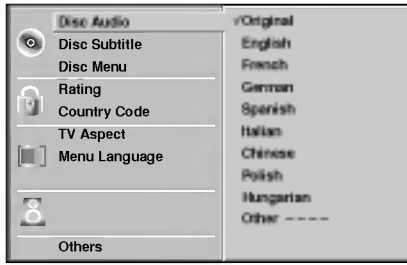 Disc Audio
Disc Subtitle
Disc Menu
Rating
Country Code
TV Aspect
Menu Language
Others
√Original
English
French
German
Spanish
Italian
Chinese
Polish
Hungarian
Other – – – –